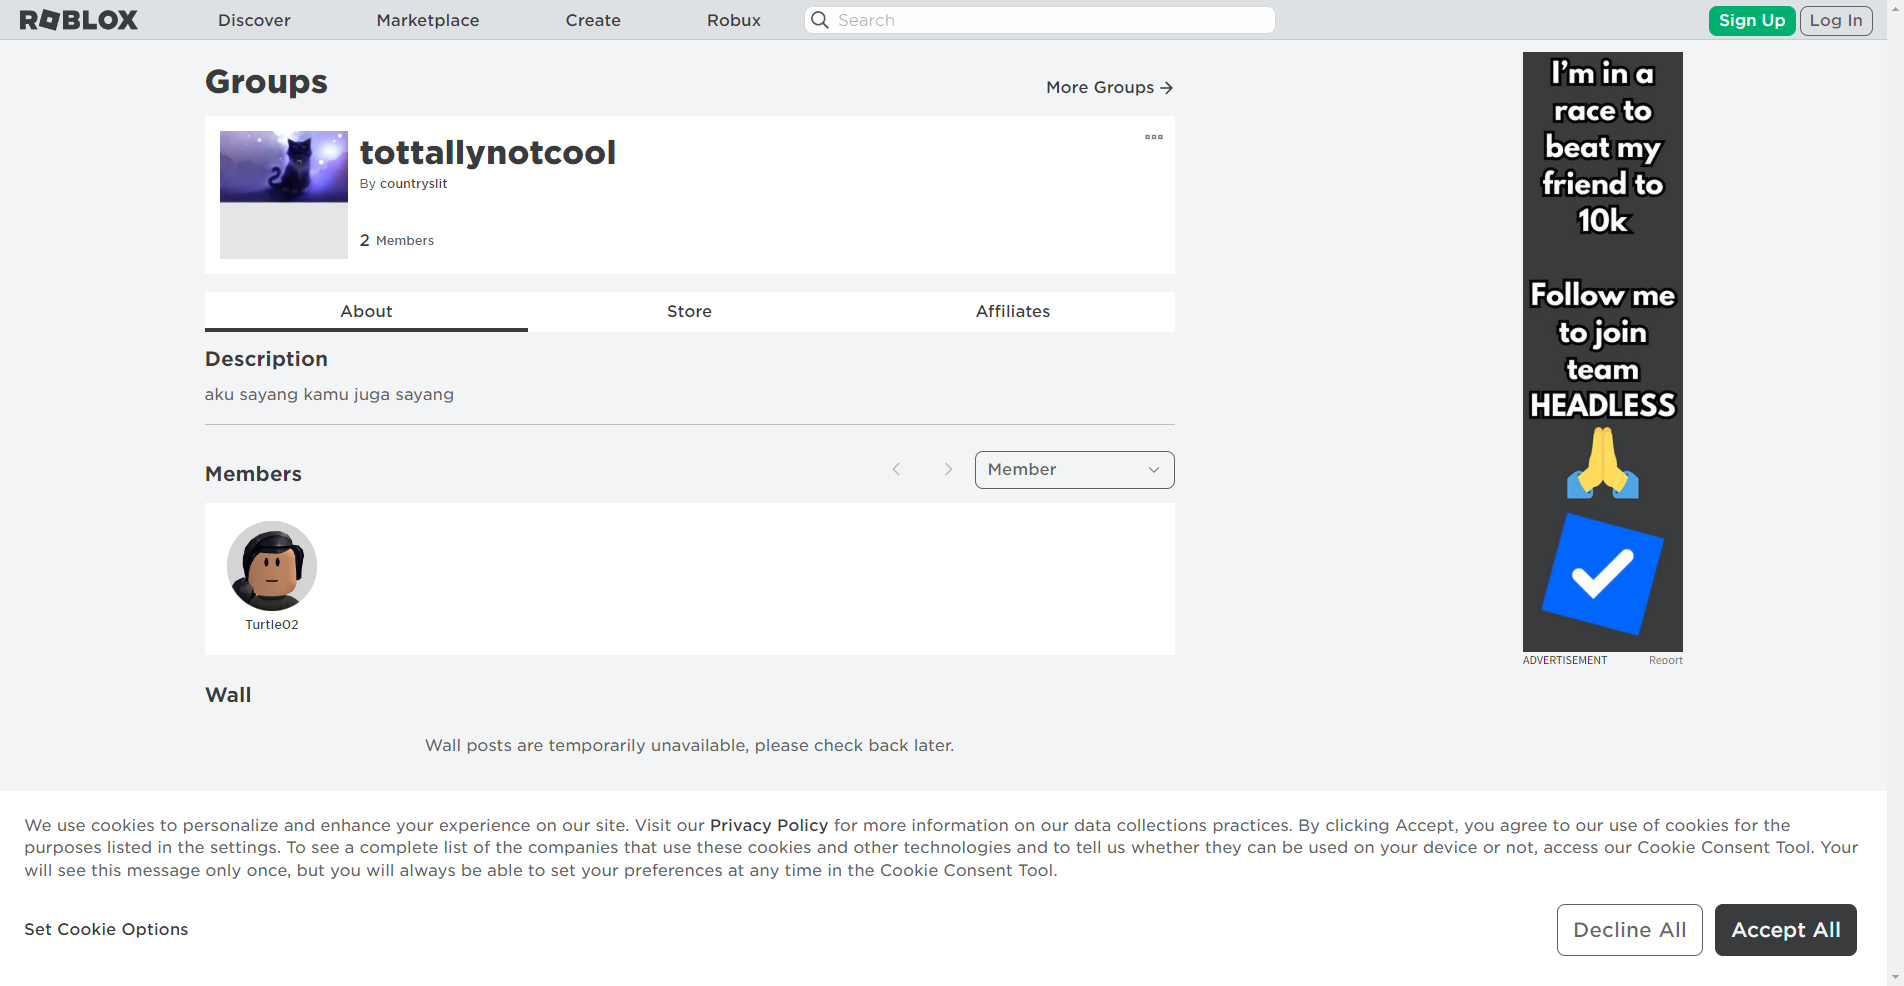 ROBLOX
Discover
Marketplace
Create
Robux
Search
Sign Up
Log In
Groups
More Groups
tottallynotcool
By countryslit
2 Members
About
Store
Affiliates
Description
aku sayang kamu juga sayang
Members
Member
Turtle02
Wall
Wall posts are temporarily unavailable, please check back later.
I'm in a
race to
beat my
friend to
10k
Follow me
to join
team
HEADLESS
ADVERTISEMENT
Report
We use cookies to personalize and enhance your experience on our site. Visit our Privacy Policy for more information on our data collections practices. By clicking Accept, you agree to our use of cookies for the
purposes listed in the settings. To see a complete list of the companies that use these cookies and other technologies and to tell us whether they can be used on your device or not, access our Cookie Consent Tool. Your
will see this message only once, but you will always be able to set your preferences at any time in the Cookie Consent Tool.
Set Cookie Options
Decline All
Accept All